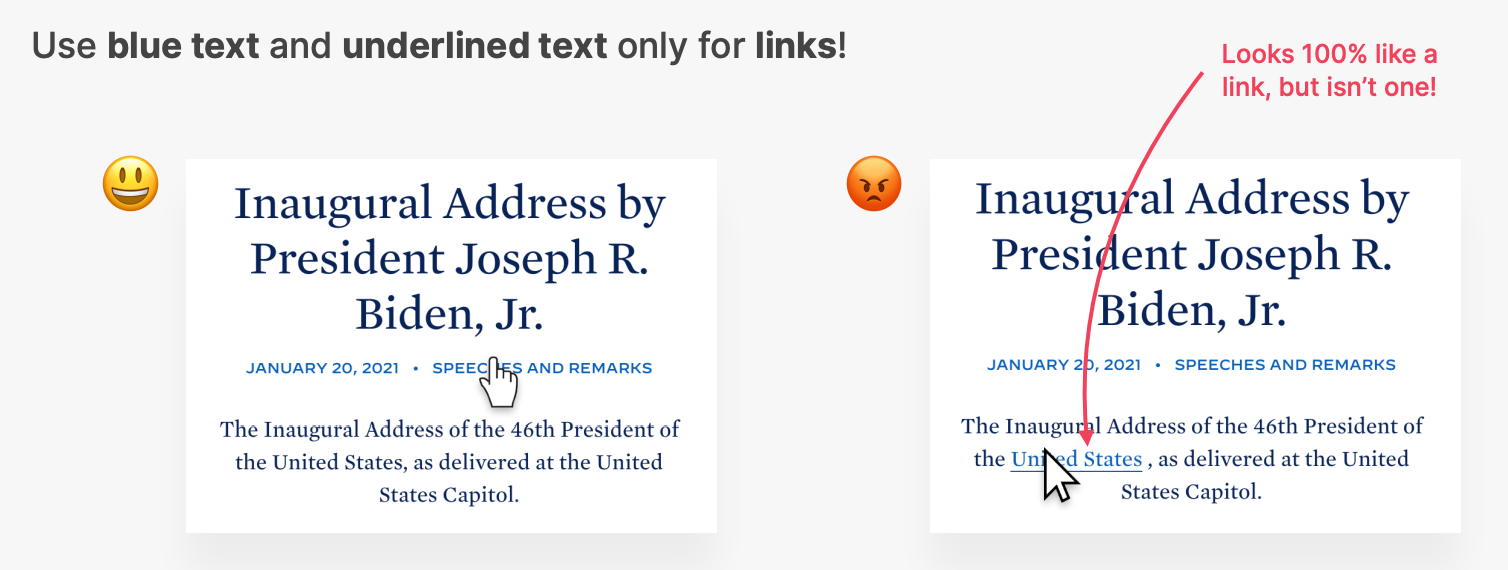 Use blue text and underlined text only for links!
Looks 100% like a
link, but isn’t one!
Inaugural Address by
President Joseph R.
Biden, Jr.
JANUARY 20, 2021 • SPEECHES AND REMARKS
The Inaugural Address of the 46th President of
the United States, as delivered at the United
States Capitol.
Inaugural Address by
President Joseph R.
Biden, Jr.
JANUARY 20, 2021 • SPEECHES AND REMARKS
The Inaugural Address of the 46th President of
the United States , as delivered at the United
States Capitol.